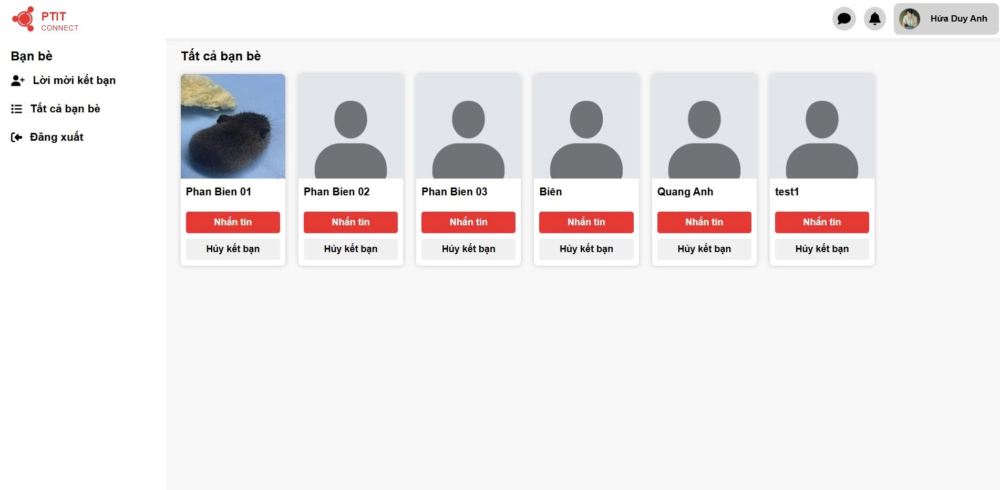 PTIT
CONNECT
Hứa Duy Anh
Bạn bè
Lời mời kết bạn
Tất cả bạn bè
Đăng xuất
Tất cả bạn bè
Phan Bien 01
Nhắn tin
Hủy kết bạn
Phan Bien 02
Nhắn tin
Hủy kết bạn
Phan Bien 03
Nhắn tin
Hủy kết bạn
Biên
Nhắn tin
Hủy kết bạn
Quang Anh
Nhắn tin
Hủy kết bạn
test1
Nhắn tin
Hủy kết bạn